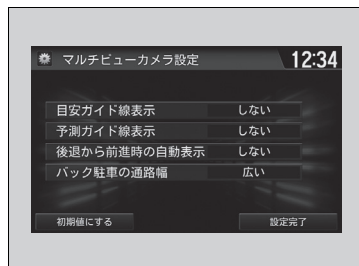 マルチビューカメラ設定 12:34
目安ガイド線表示 しない
予測ガイド線表示 しない
後退から前進時の自動表示 しない
バック駐車の通路幅 広い
初期値にする 設定完了